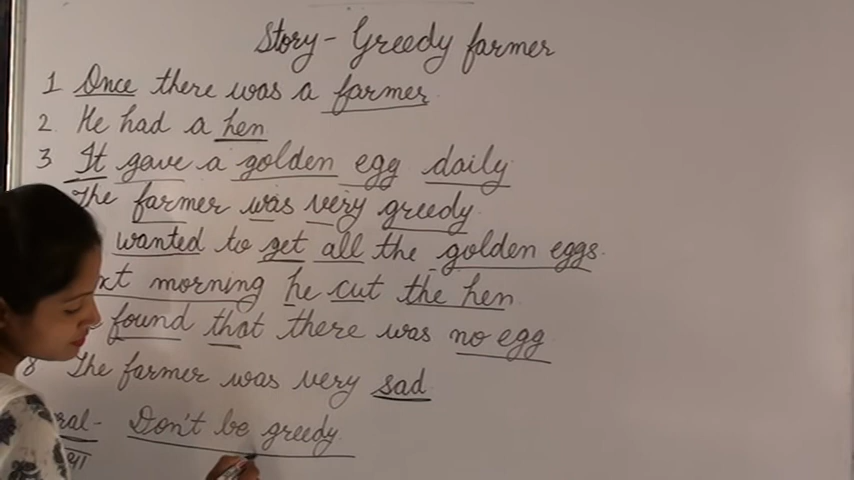 Story - Greedy farmer
1 Once there was a farmer
2. He had a hen
3 It gave a golden egg daily
The farmer was very greedy
wanted to get all the golden eggs.
morning he cut the hen
found that there was no egg
8 The farmer was very sad
Don't be greedy